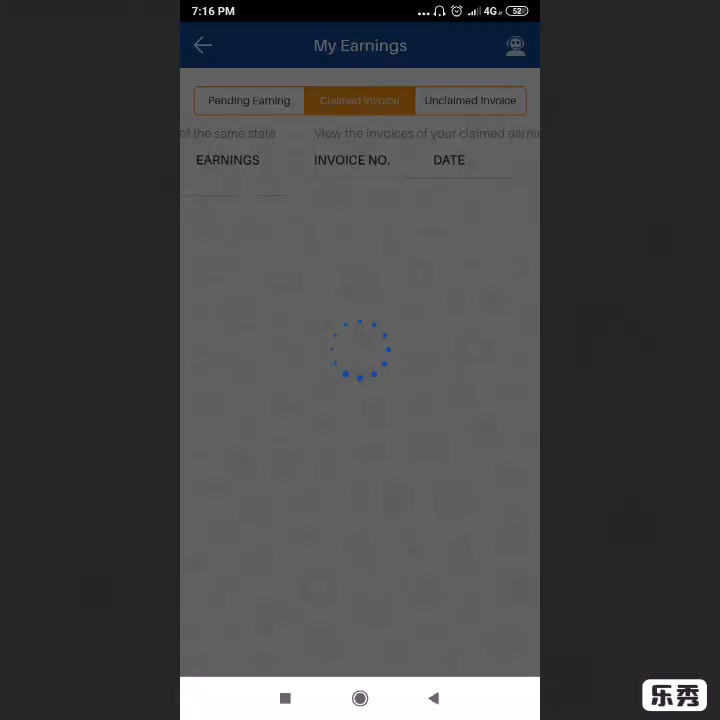 7:16 PM
4G
52
My Earnings
Pending Earning
Claimed Invoice
Unclaimed Invoice
of the same state
View the invoices of your claimed earni
EARNINGS
INVOICE NO.
DATE
乐秀